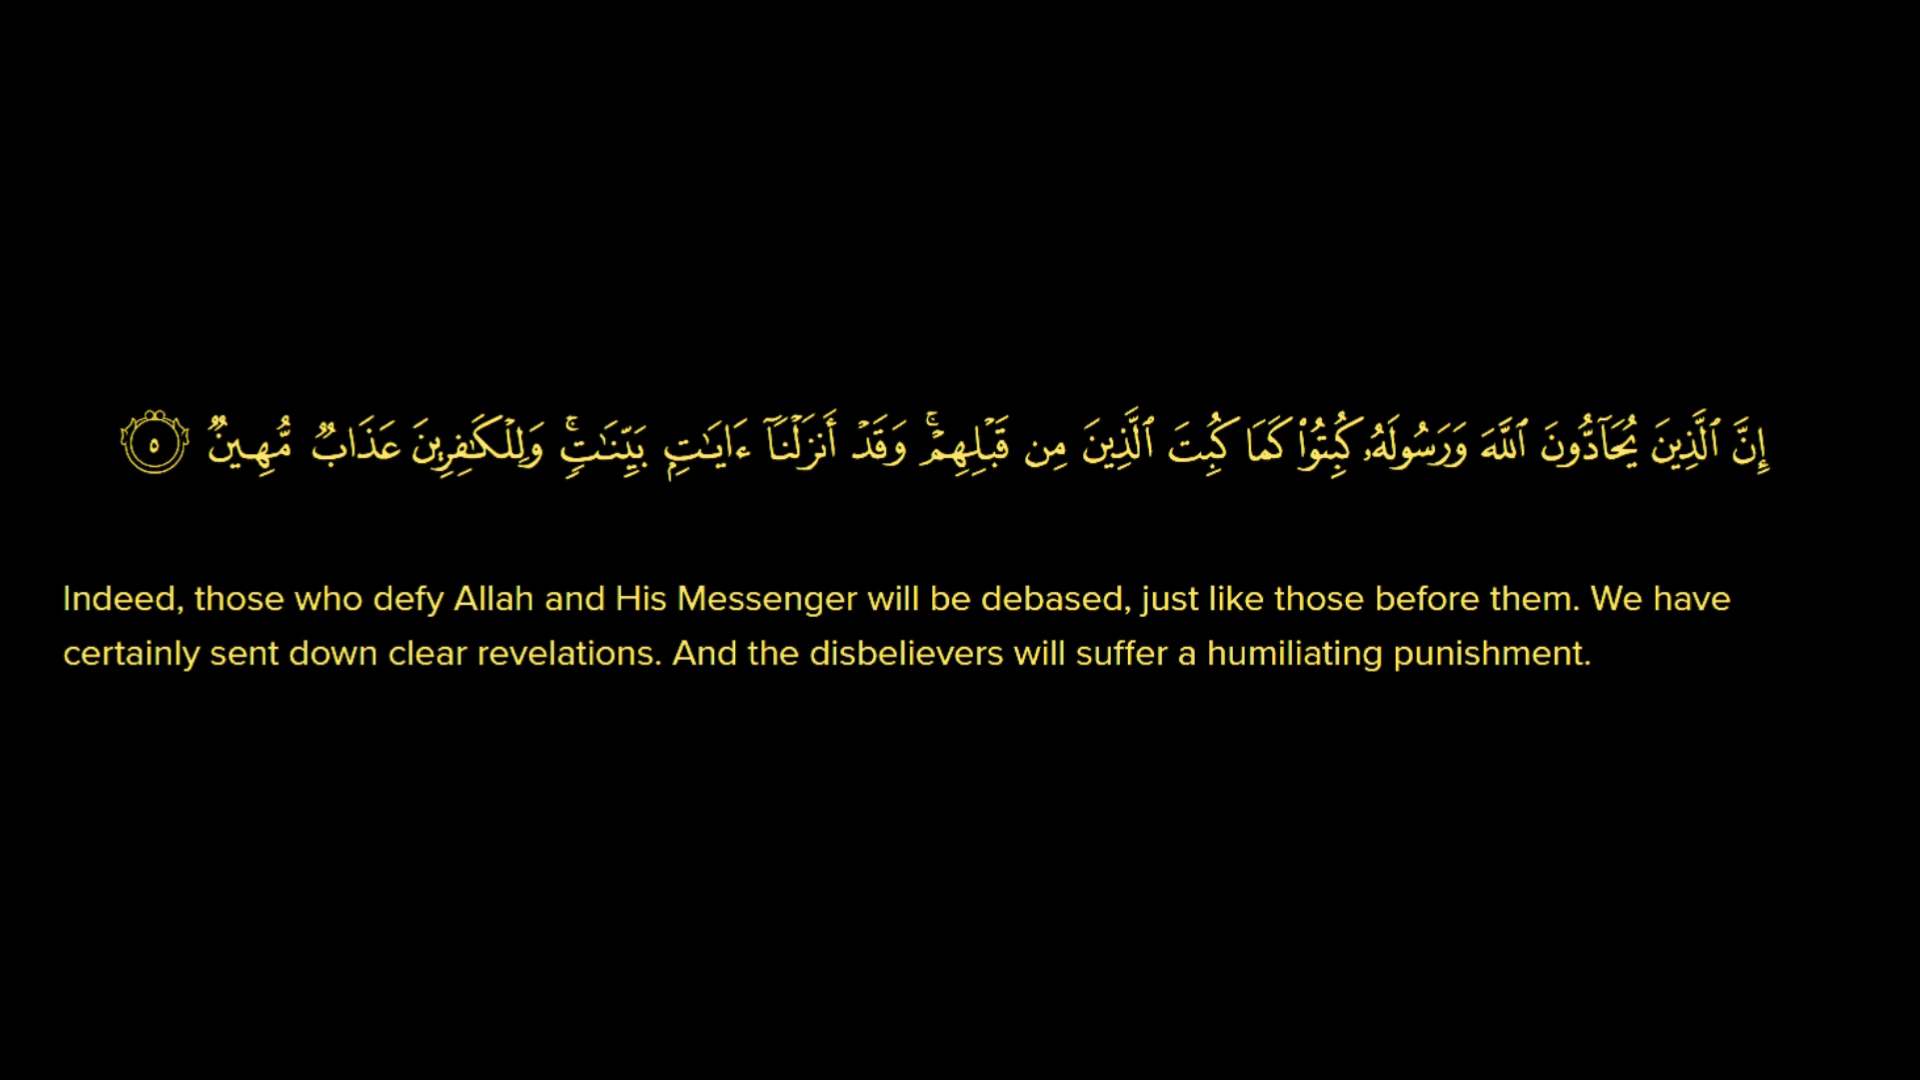 إِنَّ ٱلَّذِينَ يُحَآدُّونَ ٱللَّهَ وَرَسُولَهُۥ كُبِتُوا۟ كَمَا كُبِتَ ٱلَّذِينَ مِن قَبْلِهِمْ ۚ وَقَدْ أَنزَلْنَآ ءَايَـٰتٍۭ بَيِّنَـٰتٍ ۚ وَلِلْكَـٰفِرِينَ عَذَابٌ مُّهِينٌ ٥
Indeed, those who defy Allah and His Messenger will be debased, just like those before them. We have
certainly sent down clear revelations. And the disbelievers will suffer a humiliating punishment.